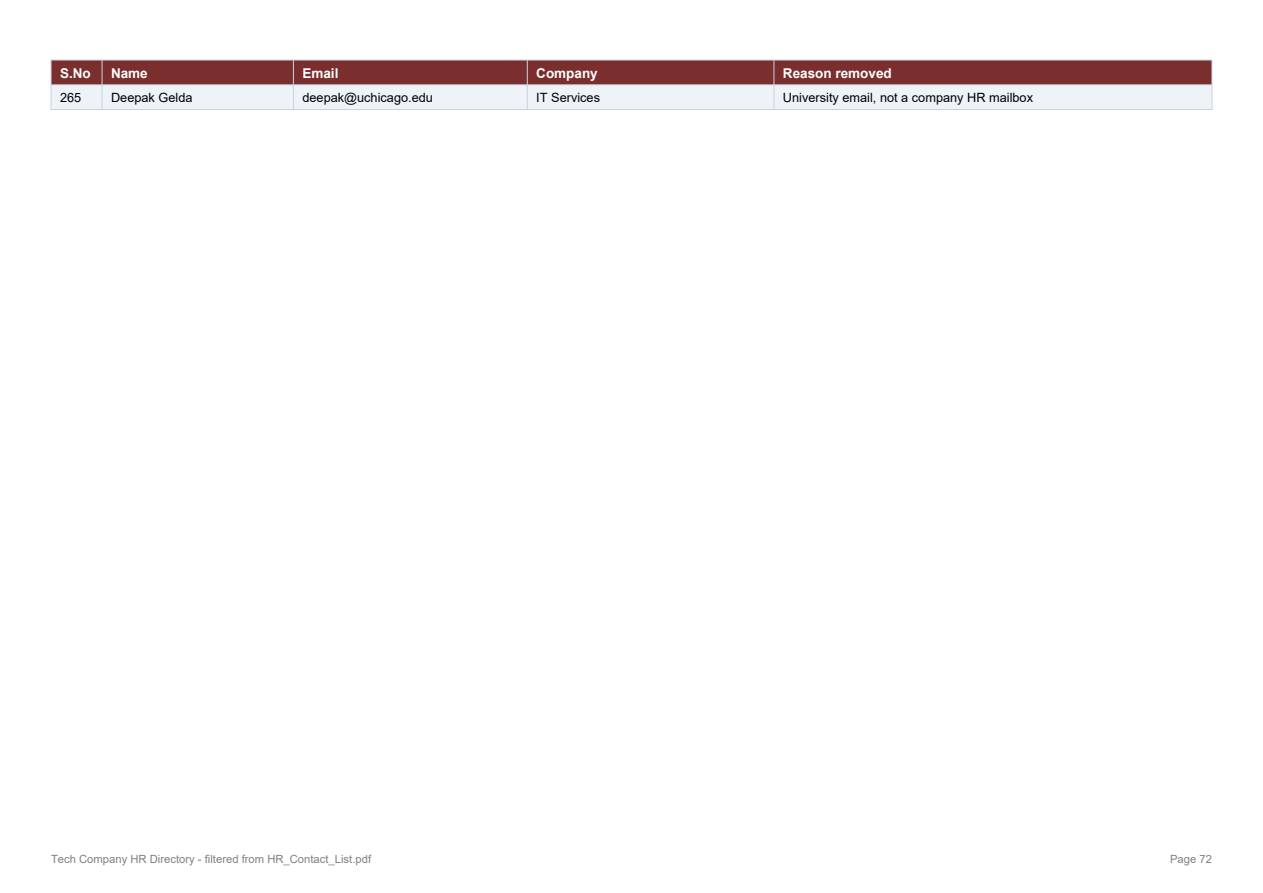 S.No Name Email Company Reason removed
265 Deepak Gelda deepak@uchicago.edu IT Services University email, not a company HR mailbox
Tech Company HR Directory - filtered from HR_Contact_List.pdf Page 72